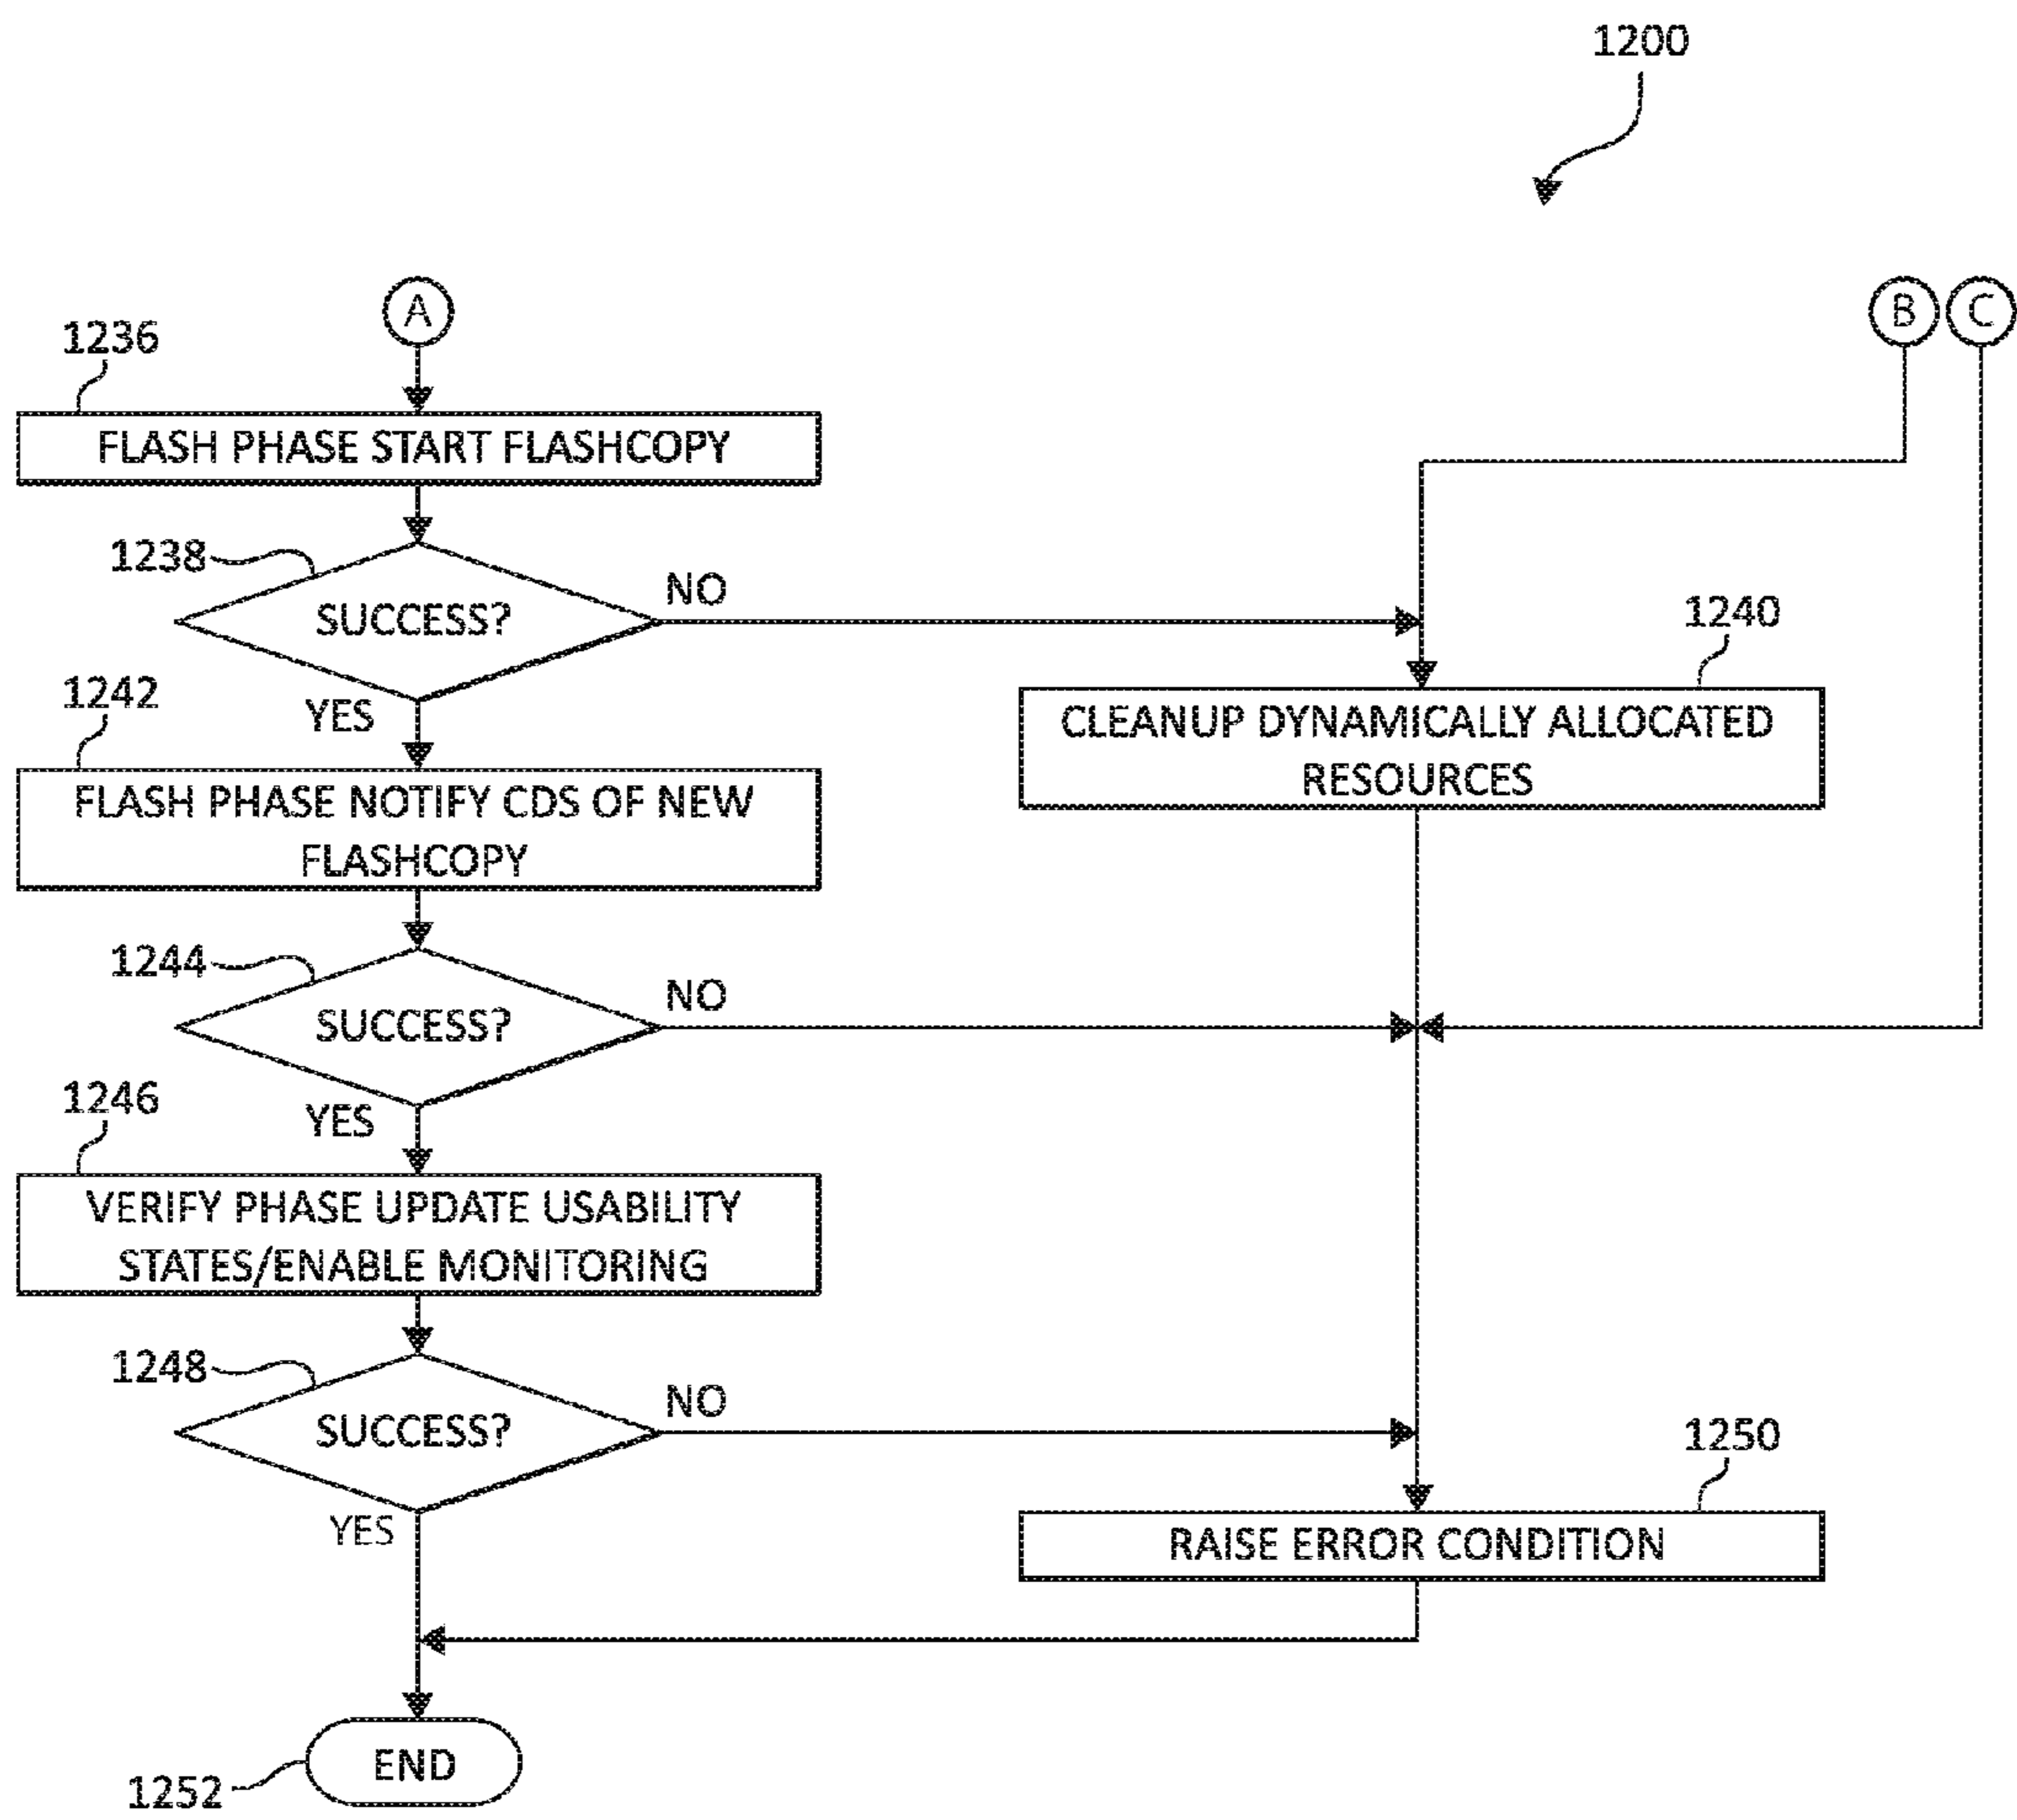 1200
A
B
C
1236
FLASH PHASE START FLASHCOPY
1238
SUCCESS?
NO
YES
1240
CLEANUP DYNAMICALLY ALLOCATED
RESOURCES
1242
FLASH PHASE NOTIFY CDS OF NEW
FLASHCOPY
1244
SUCCESS?
NO
YES
1246
VERIFY PHASE UPDATE USABILITY
STATES/ENABLE MONITORING
1248
SUCCESS?
NO
YES
1250
RAISE ERROR CONDITION
END
1252